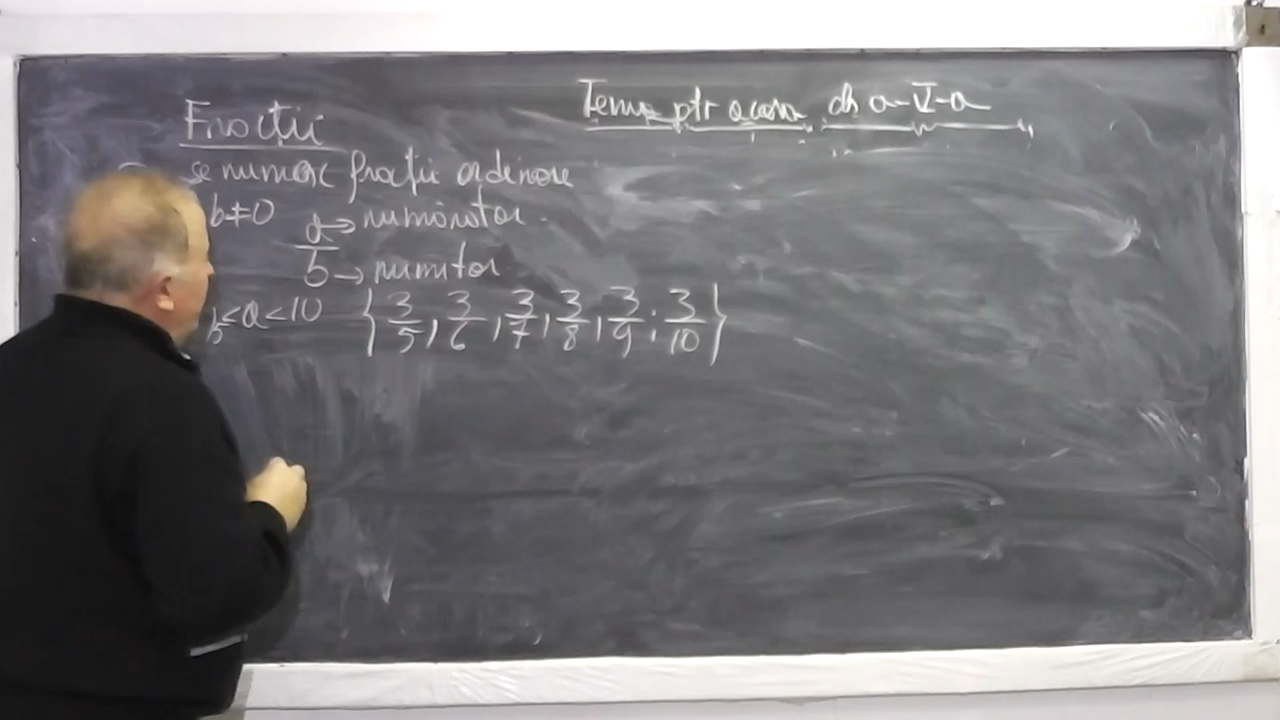 Tema ptr acasa cls a-V-a
Fracții
se numesc fracții ordinare
b≠0 a → numărător
b → numitor
<a<10 { 3/5, 3/6, 3/7, 3/8, 3/9; 3/10 }